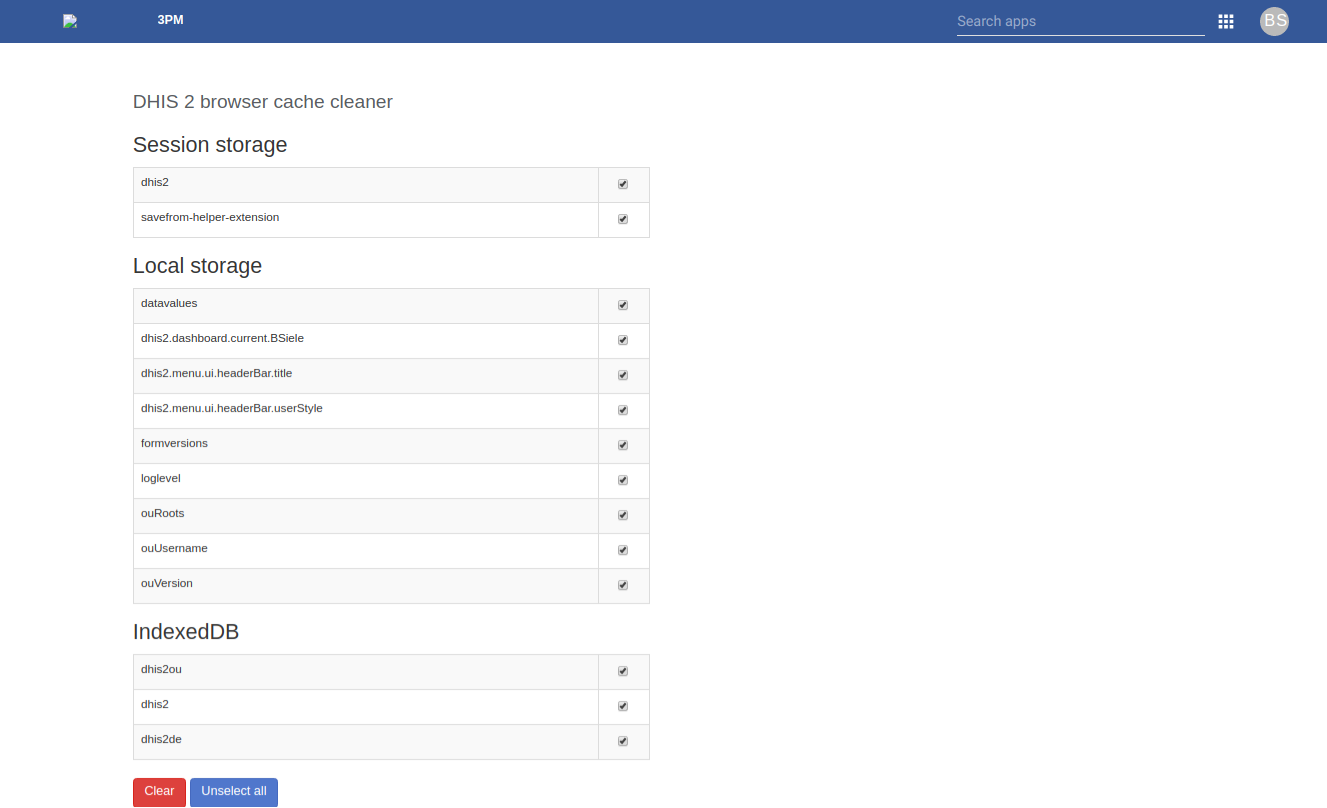 3PM
Search apps
BS
DHIS 2 browser cache cleaner
Session storage
dhis2
savefrom-helper-extension
Local storage
datavalues
dhis2.dashboard.current.BSiele
dhis2.menu.ui.headerBar.title
dhis2.menu.ui.headerBar.userStyle
formversions
loglevel
ouRoots
ouUsername
ouVersion
IndexedDB
dhis2ou
dhis2
dhis2de
Clear
Unselect all